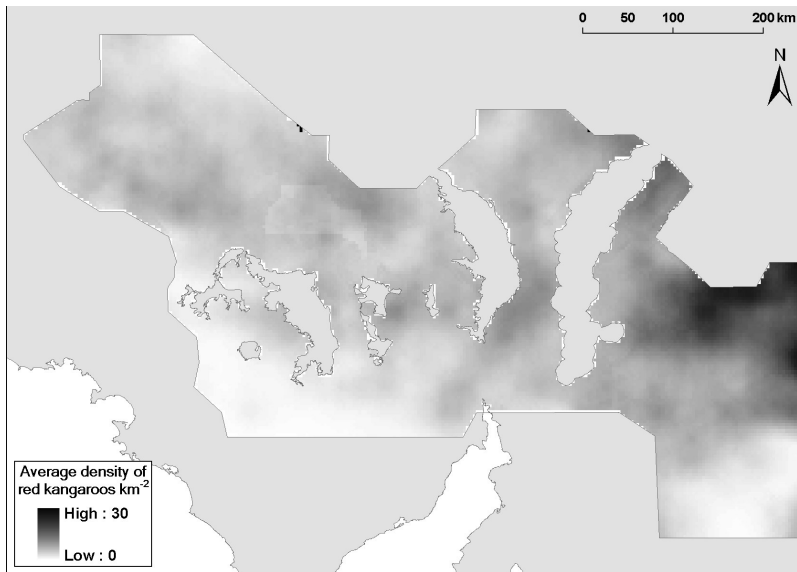 0 50 100 200 km
N
Average density of
red kangaroos km-2
High : 30
Low : 0